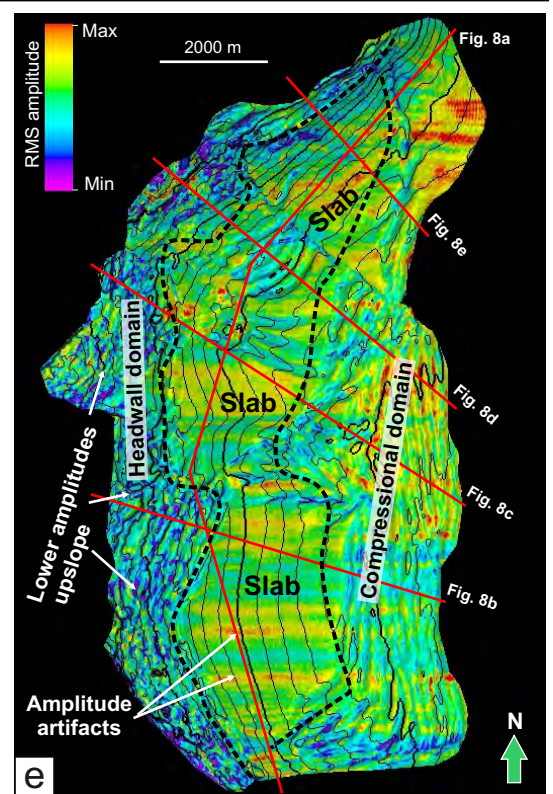 Max
RMS amplitude
Min
2000 m
Fig. 8a
Slab
Fig. 8e
Headwall domain
Slab
Fig. 8d
Compressional domain
Fig. 8c
Lower amplitudes
upslope
Slab
Fig. 8b
Amplitude
artifacts
N
e